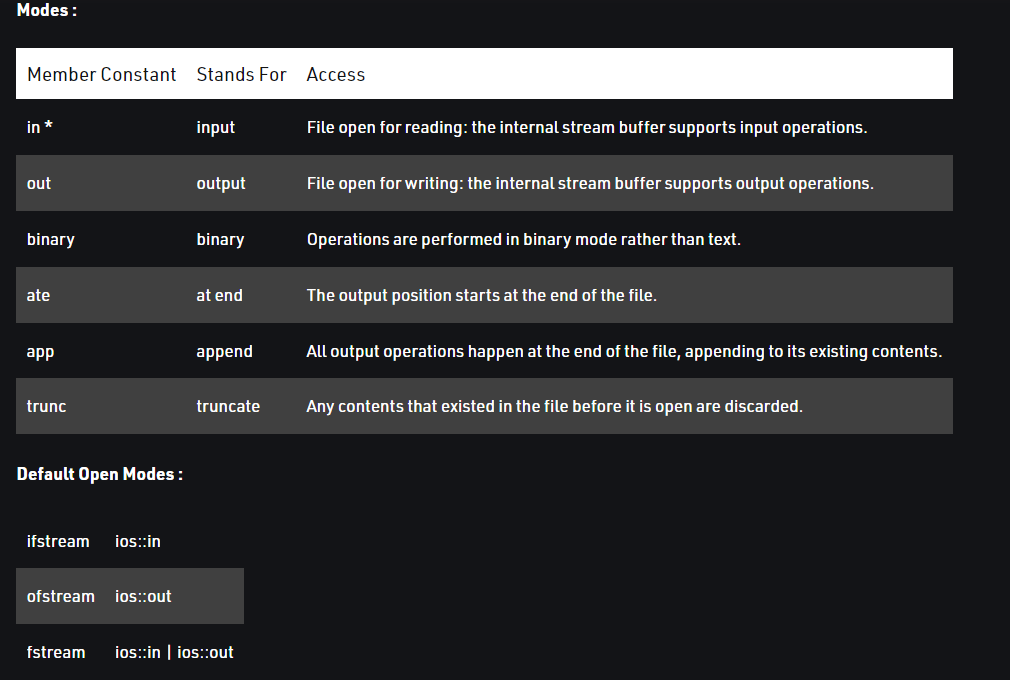 Modes :
Member Constant Stands For Access
in * input File open for reading: the internal stream buffer supports input operations.
out output File open for writing: the internal stream buffer supports output operations.
binary binary Operations are performed in binary mode rather than text.
ate at end The output position starts at the end of the file.
app append All output operations happen at the end of the file, appending to its existing contents.
trunc truncate Any contents that existed in the file before it is open are discarded.
Default Open Modes :
ifstream ios::in
ofstream ios::out
fstream ios::in | ios::out